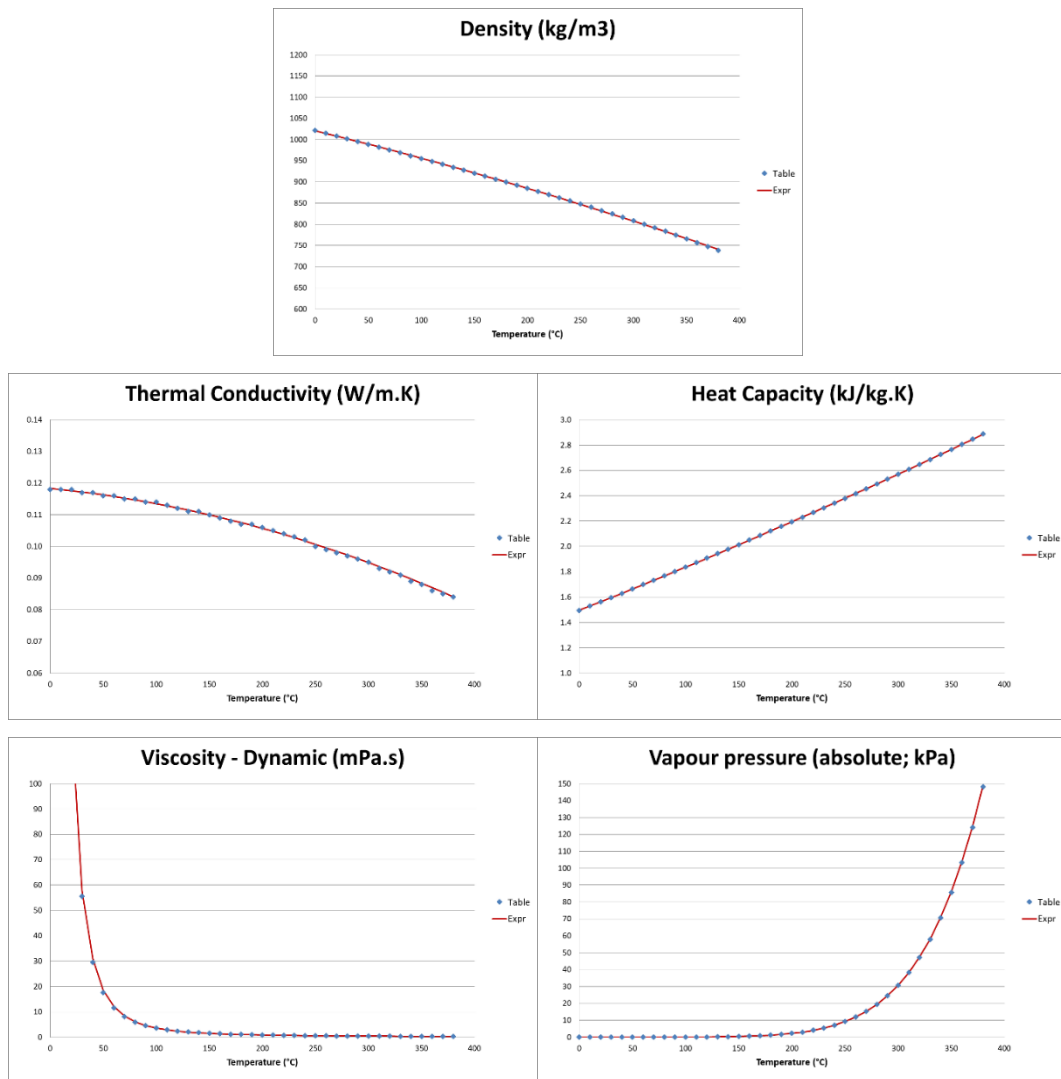 Density (kg/m3)
1200
1150
1100
1050
1000
950
900
850
800
750
700
650
600
0 50 100 150 200 250 300 350 400
Temperature (°C)
Table
Expr
Thermal Conductivity (W/m.K)
0.14
0.13
0.12
0.11
0.10
0.09
0.08
0.07
0.06
0 50 100 150 200 250 300 350 400
Temperature (°C)
Table
Expr
Heat Capacity (kJ/kg.K)
3.0
2.8
2.6
2.4
2.2
2.0
1.8
1.6
1.4
1.2
1.0
0 50 100 150 200 250 300 350 400
Temperature (°C)
Table
Expr
Viscosity - Dynamic (mPa.s)
100
90
80
70
60
50
40
30
20
10
0
0 50 100 150 200 250 300 350 400
Temperature (°C)
Table
Expr
Vapour pressure (absolute; kPa)
150
140
130
120
110
100
90
80
70
60
50
40
30
20
10
0
0 50 100 150 200 250 300 350 400
Temperature (°C)
Table
Expr